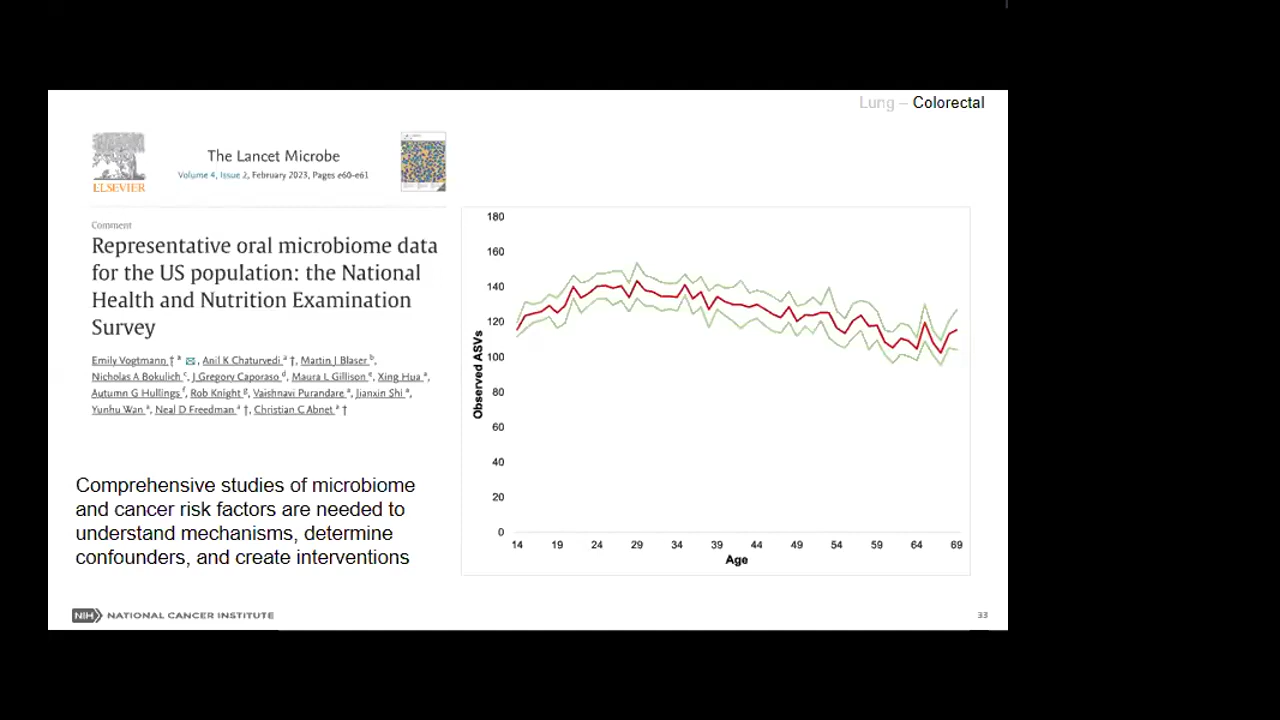 Lung – Colorectal
ELSEVIER
The Lancet Microbe
Volume 4, Issue 2, February 2023, Pages e60-e61
Comment
Representative oral microbiome data
for the US population: the National
Health and Nutrition Examination
Survey
Emily Vogtmann † ª, Anil K Chaturvedi ª †, Martin J Blaser ᵇ,
Nicholas A Bokulich ᶜ, J Gregory Caporaso ᵈ, Maura L Gillison ᵉ, Xing Hua ª,
Autumn G Hullings ᶠ, Rob Knight ᵍ, Vaishnavi Purandare ª, Jianxin Shi ª,
Yunhu Wan ª, Neal D Freedman ª †, Christian C Abnet ª †
Comprehensive studies of microbiome
and cancer risk factors are needed to
understand mechanisms, determine
confounders, and create interventions
180
160
140
120
100
80
60
40
20
0
Observed ASVs
14 19 24 29 34 39 44 49 54 59 64 69
Age
NIH NATIONAL CANCER INSTITUTE
33